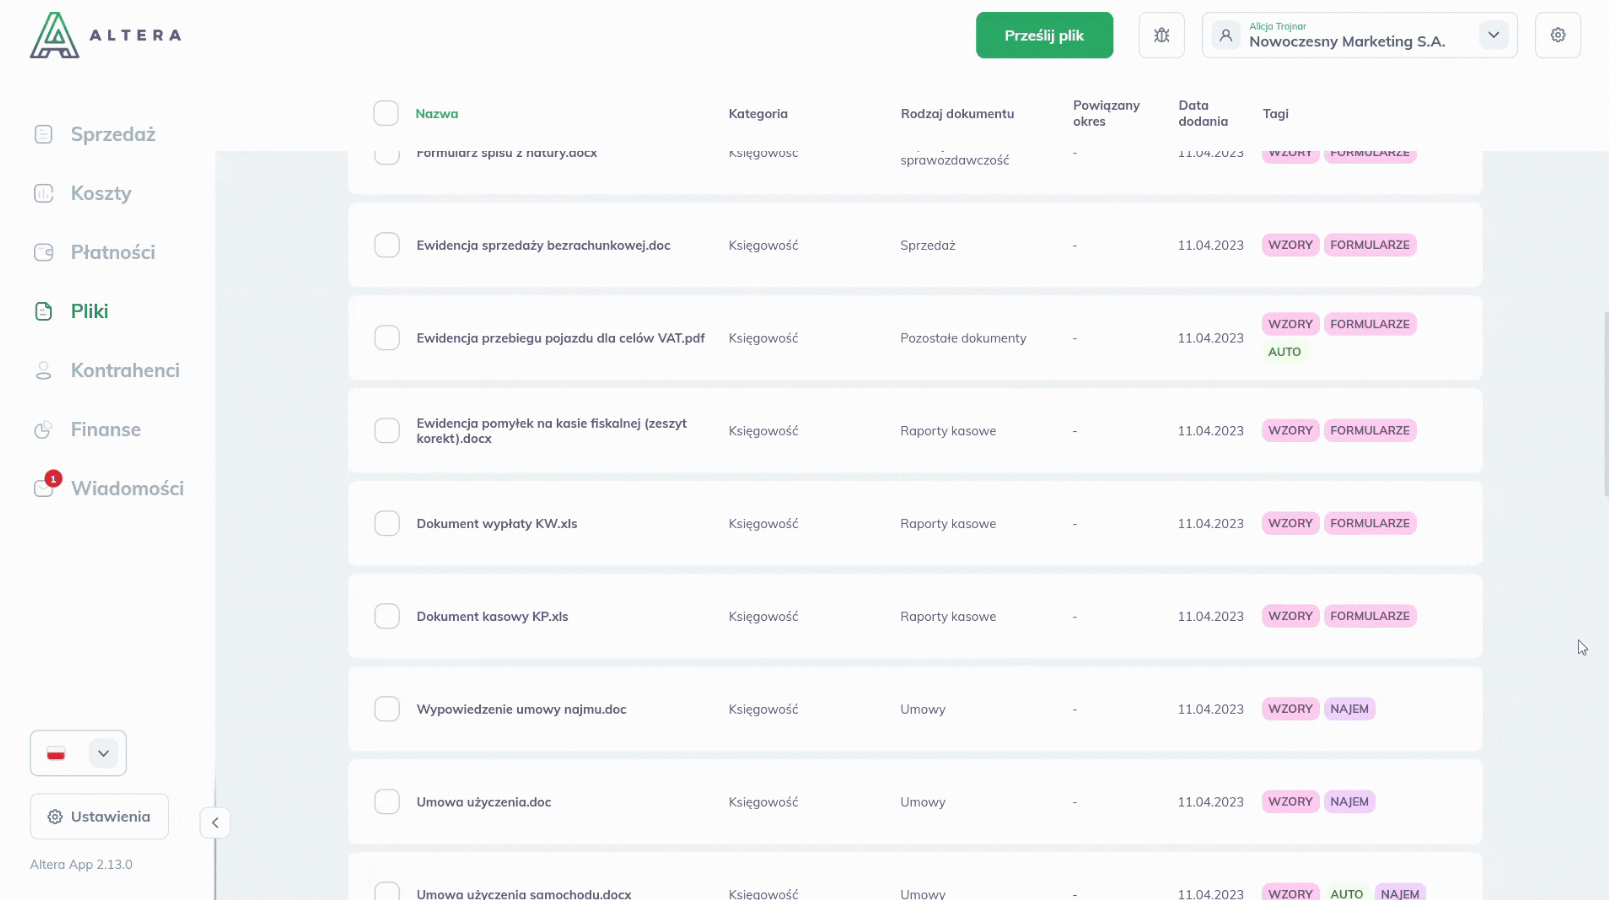 ALTERA
Prześlij plik
Alicja Trojnar
Nowoczesny Marketing S.A.
Sprzedaż
Koszty
Płatności
Pliki
Kontrahenci
Finanse
1
Wiadomości
Ustawienia
Altera App 2.13.0
Nazwa Kategoria Rodzaj dokumentu Powiązany okres Data dodania Tagi
Formularz spisu z natury.docx Księgowość sprawozdawczość - 11.04.2023 WZORY FORMULARZE
Ewidencja sprzedaży bezrachunkowej.doc Księgowość Sprzedaż - 11.04.2023 WZORY FORMULARZE
Ewidencja przebiegu pojazdu dla celów VAT.pdf Księgowość Pozostałe dokumenty - 11.04.2023 WZORY FORMULARZE
AUTO
Ewidencja pomyłek na kasie fiskalnej (zeszyt
korekt).docx Księgowość Raporty kasowe - 11.04.2023 WZORY FORMULARZE
Dokument wypłaty KW.xls Księgowość Raporty kasowe - 11.04.2023 WZORY FORMULARZE
Dokument kasowy KP.xls Księgowość Raporty kasowe - 11.04.2023 WZORY FORMULARZE
Wypowiedzenie umowy najmu.doc Księgowość Umowy - 11.04.2023 WZORY NAJEM
Umowa użyczenia.doc Księgowość Umowy - 11.04.2023 WZORY NAJEM
Umowa użyczenia samochodu.docx Księgowość Umowy - 11.04.2023 WZORY AUTO NAJEM